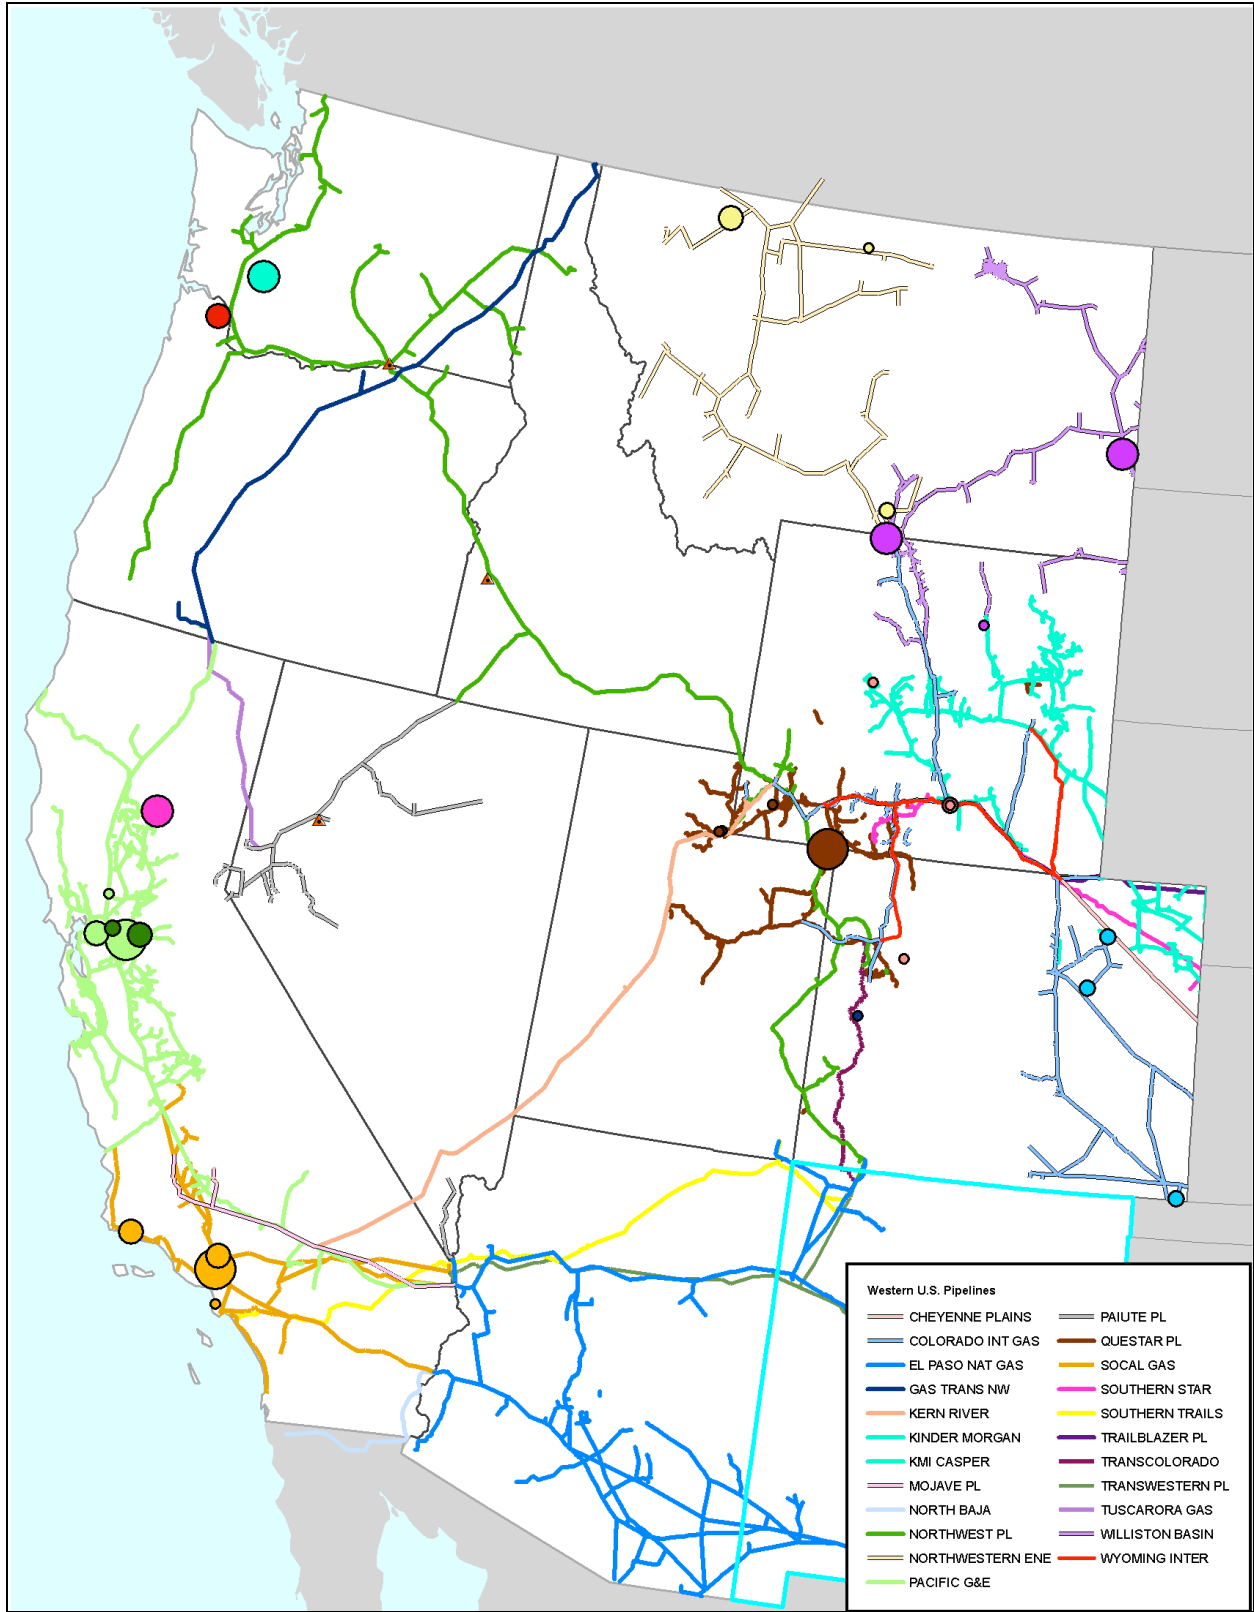 Western U.S. Pipelines
CHEYENNE PLAINS
COLORADO INT GAS
EL PASO NAT GAS
GAS TRANS NW
KERN RIVER
KINDER MORGAN
KMI CASPER
MOJAVE PL
NORTH BAJA
NORTHWEST PL
NORTHWESTERN ENE
PACIFIC G&E
PAIUTE PL
QUESTAR PL
SOCAL GAS
SOUTHERN STAR
SOUTHERN TRAILS
TRAILBLAZER PL
TRANSCOLORADO
TRANSWESTERN PL
TUSCARORA GAS
WILLISTON BASIN
WYOMING INTER